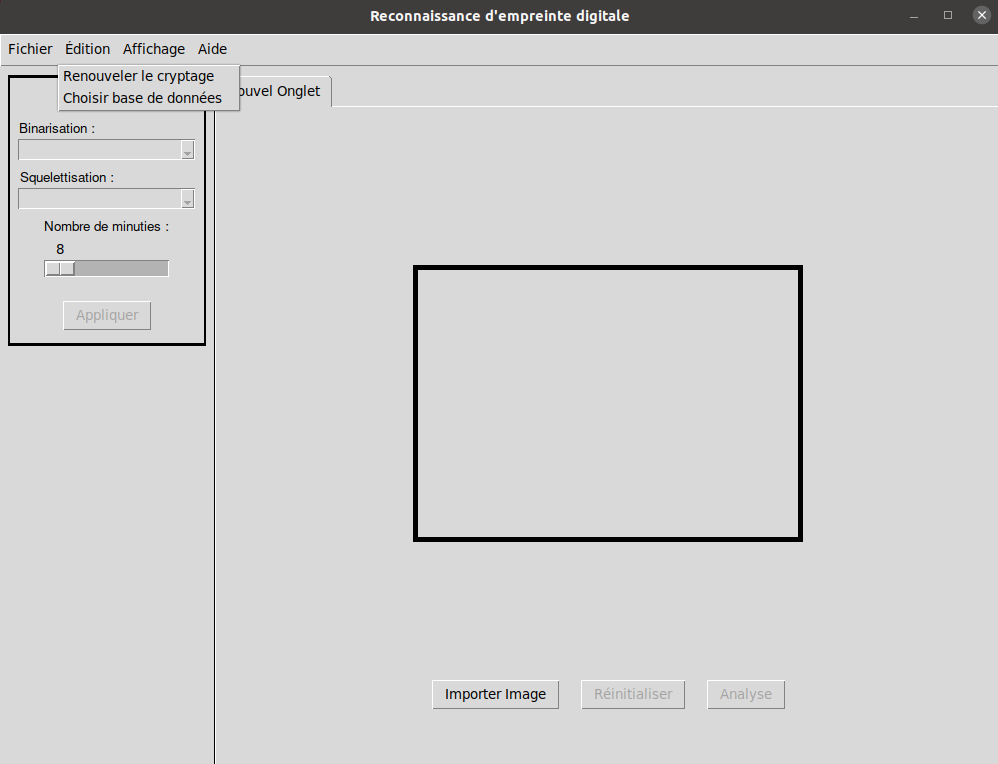 Reconnaissance d'empreinte digitale
Fichier Édition Affichage Aide
Renouveler le cryptage
Choisir base de données
Onglet
Binarisation :
Squelettisation :
Nombre de minuties :
8
Appliquer
Importer Image Réinitialiser Analyse